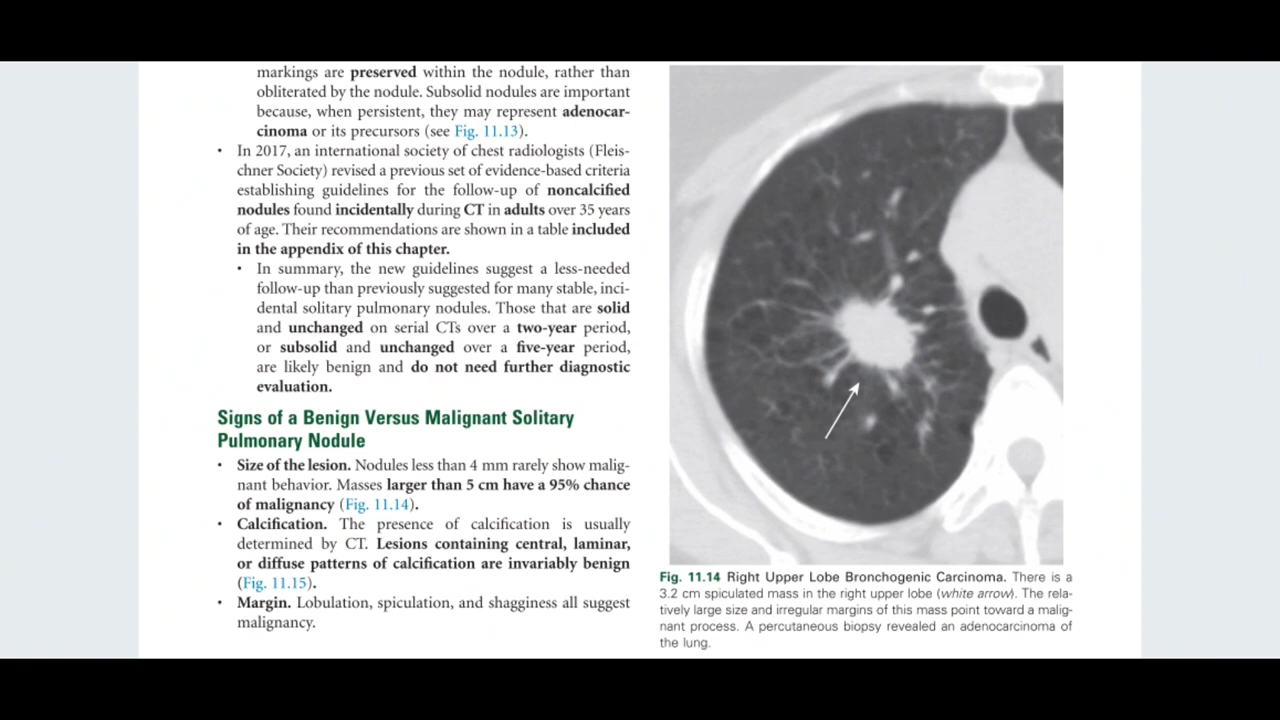 markings are preserved within the nodule, rather than
obliterated by the nodule. Subsolid nodules are important
because, when persistent, they may represent adenocar-
cinoma or its precursors (see Fig. 11.13).
• In 2017, an international society of chest radiologists (Fleis-
chner Society) revised a previous set of evidence-based criteria
establishing guidelines for the follow-up of noncalcified
nodules found incidentally during CT in adults over 35 years
of age. Their recommendations are shown in a table included
in the appendix of this chapter.
• In summary, the new guidelines suggest a less-needed
follow-up than previously suggested for many stable, inci-
dental solitary pulmonary nodules. Those that are solid
and unchanged on serial CTs over a two-year period,
or subsolid and unchanged over a five-year period,
are likely benign and do not need further diagnostic
evaluation.
Signs of a Benign Versus Malignant Solitary
Pulmonary Nodule
• Size of the lesion. Nodules less than 4 mm rarely show malig-
nant behavior. Masses larger than 5 cm have a 95% chance
of malignancy (Fig. 11.14).
• Calcification. The presence of calcification is usually
determined by CT. Lesions containing central, laminar,
or diffuse patterns of calcification are invariably benign
(Fig. 11.15).
• Margin. Lobulation, spiculation, and shagginess all suggest
malignancy.
Fig. 11.14 Right Upper Lobe Bronchogenic Carcinoma. There is a
3.2 cm spiculated mass in the right upper lobe (white arrow). The rela-
tively large size and irregular margins of this mass point toward a malig-
nant process. A percutaneous biopsy revealed an adenocarcinoma of
the lung.